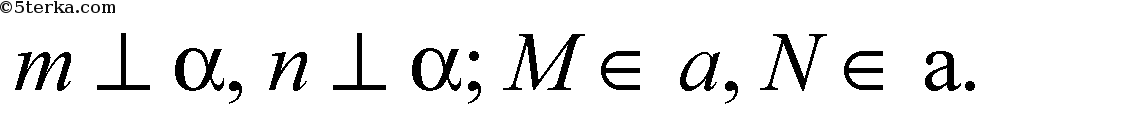 ©5terka.com
m ⊥ α, n ⊥ α; M ∈ a, N ∈ a.